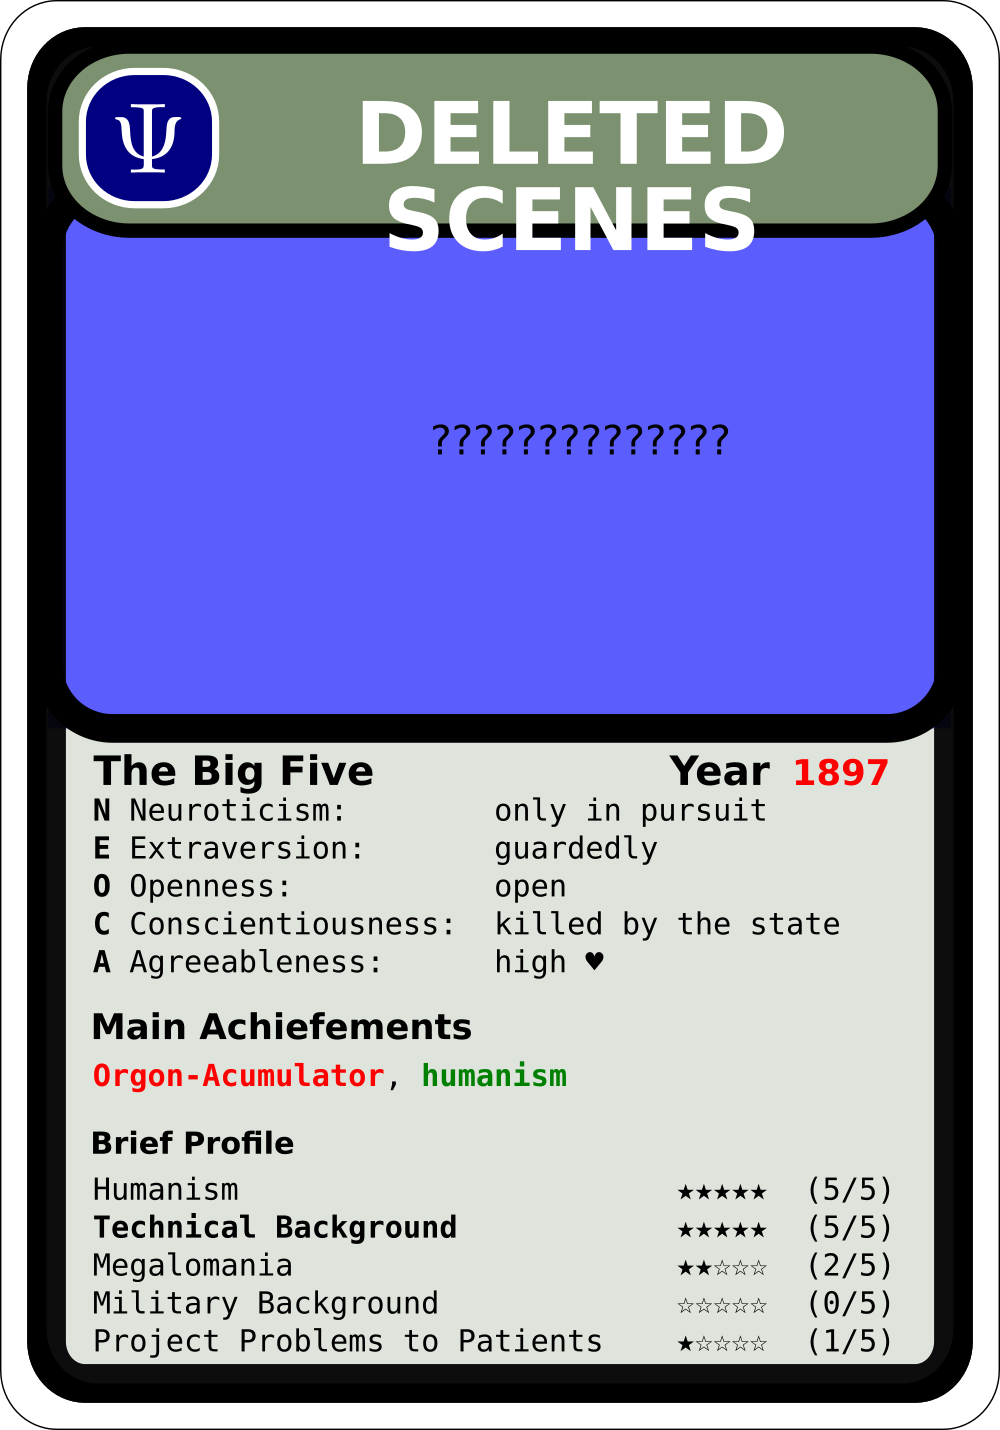 Ψ
DELETED
SCENES
??????????????
The Big Five Year 1897
N Neuroticism: only in pursuit
E Extraversion: guardedly
O Openness: open
C Conscientiousness: killed by the state
A Agreeableness: high ♥
Main Achiefements
Orgon-Acumulator, humanism
Brief Profile
Humanism ★★★★★ (5/5)
Technical Background ★★★★★ (5/5)
Megalomania ★★☆☆☆ (2/5)
Military Background ☆☆☆☆☆ (0/5)
Project Problems to Patients ★☆☆☆☆ (1/5)